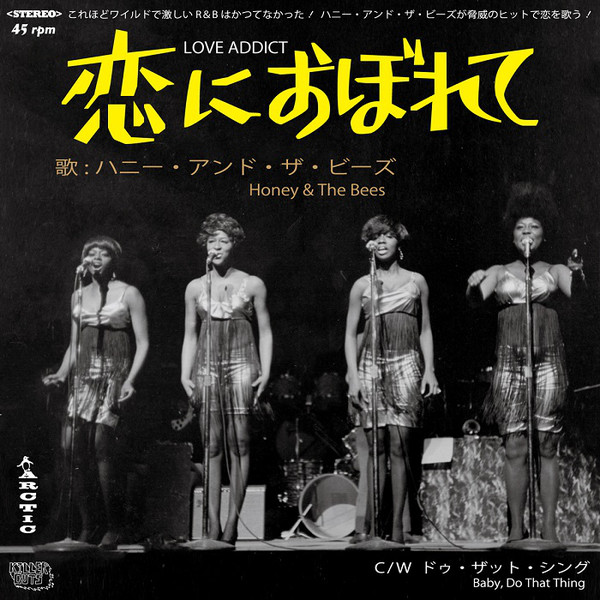 <STEREO> これほどワイルドで激しいR&Bはかつてなかった！ ハニー・アンド・ザ・ビーズが脅威のヒットで恋を歌う！
45 rpm
LOVE ADDICT
恋におぼれて
歌：ハニー・アンド・ザ・ビーズ
Honey & The Bees
ARCTIC
KILLER CUTS
C/W ドゥ・ザット・シング
Baby, Do That Thing